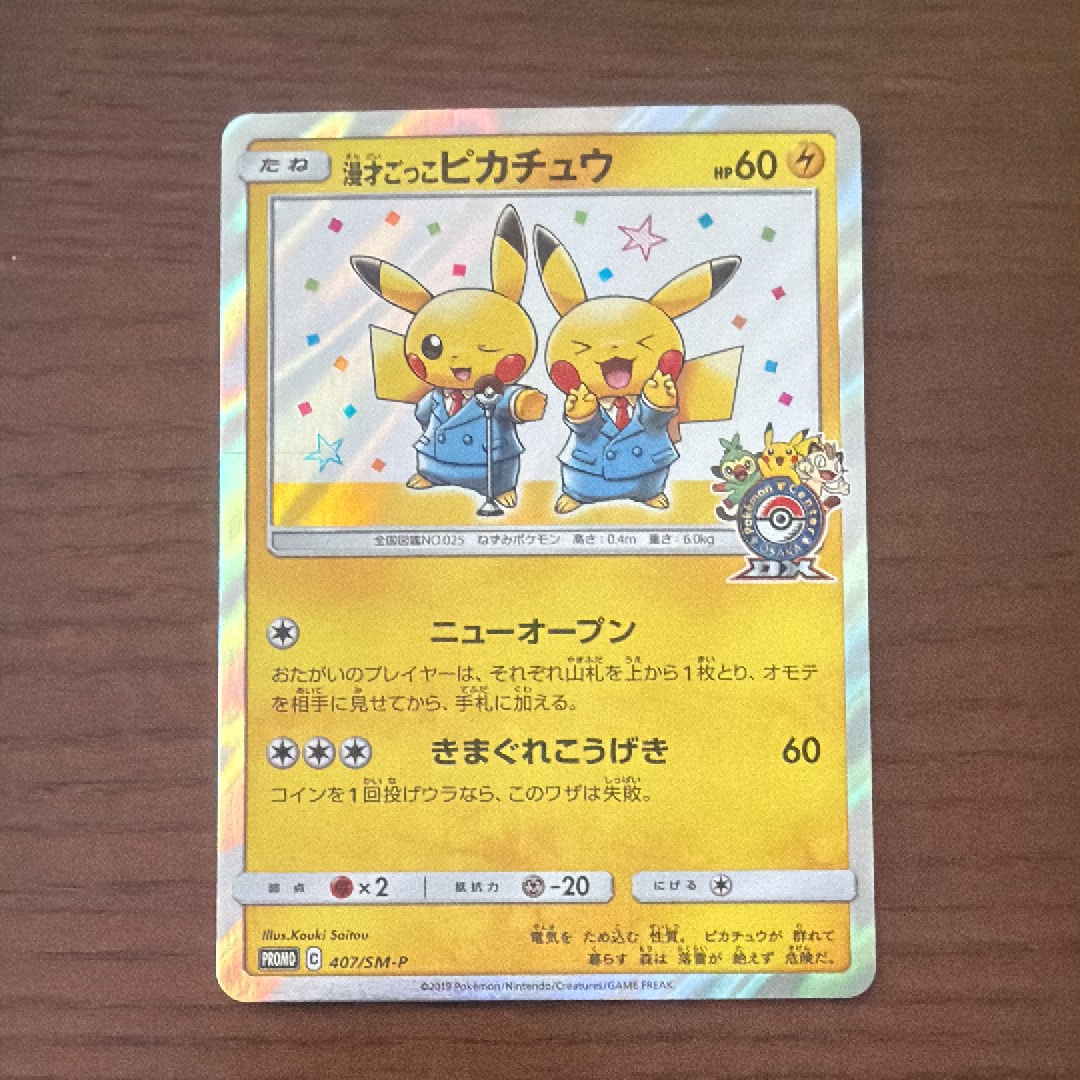 たね 漫才ごっこピカチュウ HP60
Pokémon Center
OSAKA
DX
全国図鑑NO.025 ねずみポケモン 高さ:0.4m 重さ:6.0kg
ニューオープン
おたがいのプレイヤーは、それぞれ山札を上から1枚とり、オモテ
を相手に見せてから、手札に加える。
きまぐれこうげき 60
コインを1回投げウラなら、このワザは失敗。
弱点 ×2 抵抗力 -20 にげる
Illus.Kouki Saitou
電気を ため込む 性質。 ピカチュウが 群れて
暮らす 森は 落雷が 絶えず 危険だ。
PROMO C 407/SM-P
©2019 Pokémon/Nintendo/Creatures/GAME FREAK.